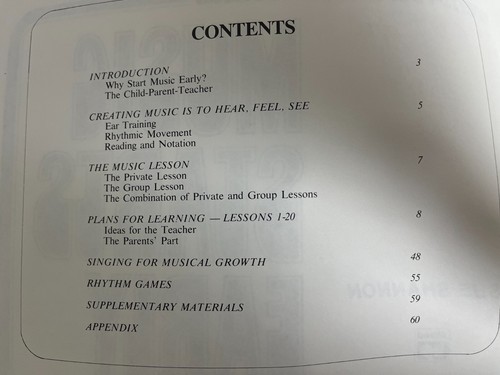 CONTENTS
INTRODUCTION 3
Why Start Music Early?
The Child-Parent-Teacher
CREATING MUSIC IS TO HEAR, FEEL, SEE 5
Ear Training
Rhythmic Movement
Reading and Notation
THE MUSIC LESSON 7
The Private Lesson
The Group Lesson
The Combination of Private and Group Lessons
PLANS FOR LEARNING — LESSONS 1-20 8
Ideas for the Teacher
The Parents' Part
SINGING FOR MUSICAL GROWTH 48
RHYTHM GAMES 55
SUPPLEMENTARY MATERIALS 59
APPENDIX 60